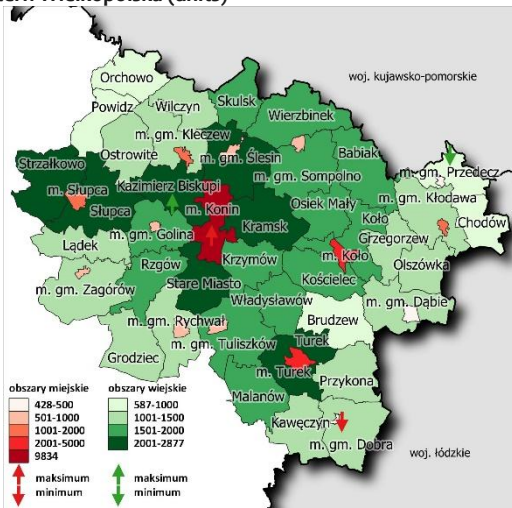 tern Wielkopolska (units)
Orchowo
woj. kujawsko-pomorskie
Skulsk
Powidz
Wilczyn
Wierzbinek
m. gm. Kleczew
Ostrowite
m. gm. Ślesin
Babiak
Strzałkowo
m. gm. Sompolno
m. gm. Przedecz
Kazimierz Biskupi
m. Słupca
m. gm. Kłodawa
Słupca
m. Konin
Osiek Mały
Koło
Chodów
Kramsk
m. gm. Golina
Grzegorzew
Lądek
m. Koło
Rzgów
Krzymów
Olszówka
Kościelec
m. gm. Zagórów
Stare Miasto
Władysławów
m. gm. Dąbie
m. gm. Rychwał
Brudzew
m. gm. Tuliszków
Turek
Grodziec
m. Turek
Przykona
Malanów
Kawęczyn
m. gm. Dobra
woj. łódzkie
obszary miejskie
428-500
501-1000
1001-2000
2001-5000
9834
maksimum
minimum
obszary wiejskie
587-1000
1001-1500
1501-2000
2001-2877
maksimum
minimum